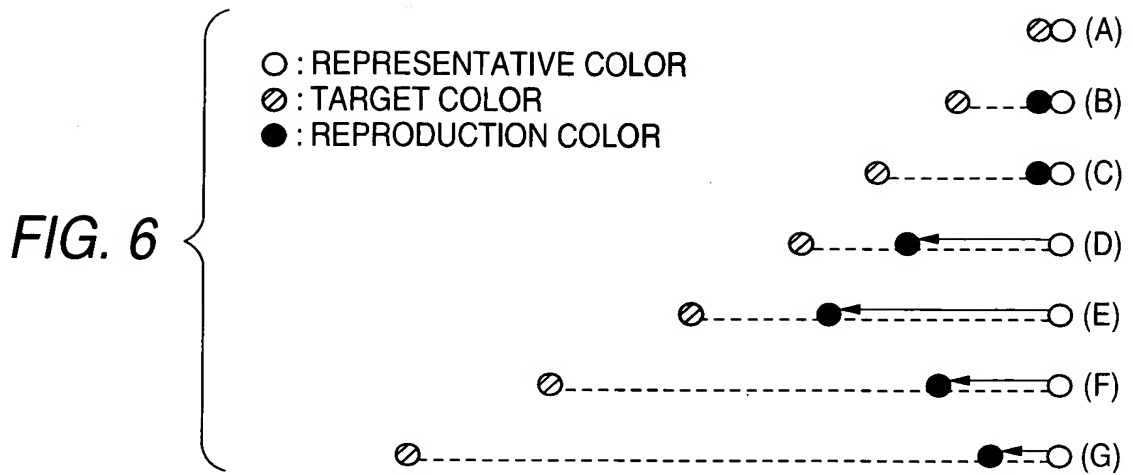 FIG. 6
○ : REPRESENTATIVE COLOR
⊘ : TARGET COLOR
● : REPRODUCTION COLOR
(A)
(B)
(C)
(D)
(E)
(F)
(G)